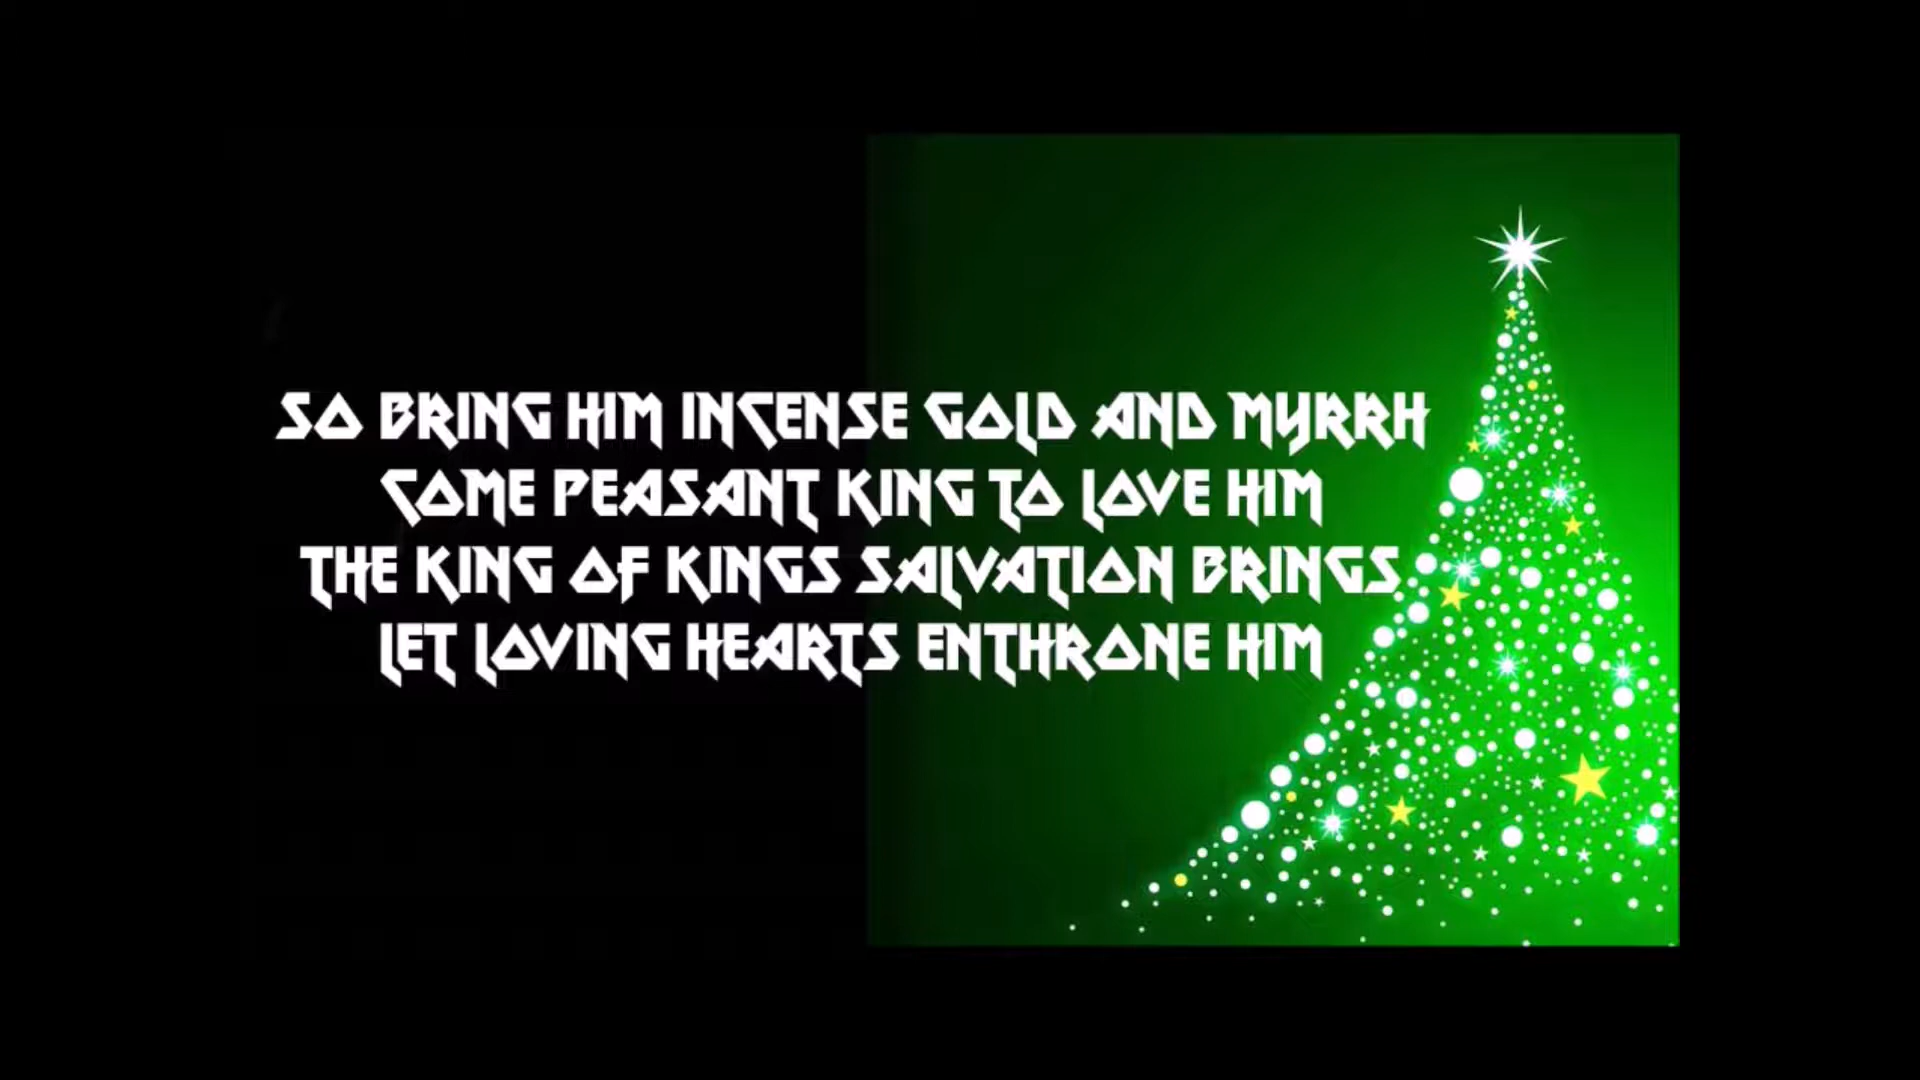 SO BRING HIM INCENSE GOLD AND MYRRH
COME PEASANT KING TO LOVE HIM
THE KING OF KINGS SALVATION BRINGS
LET LOVING HEARTS ENTHRONE HIM